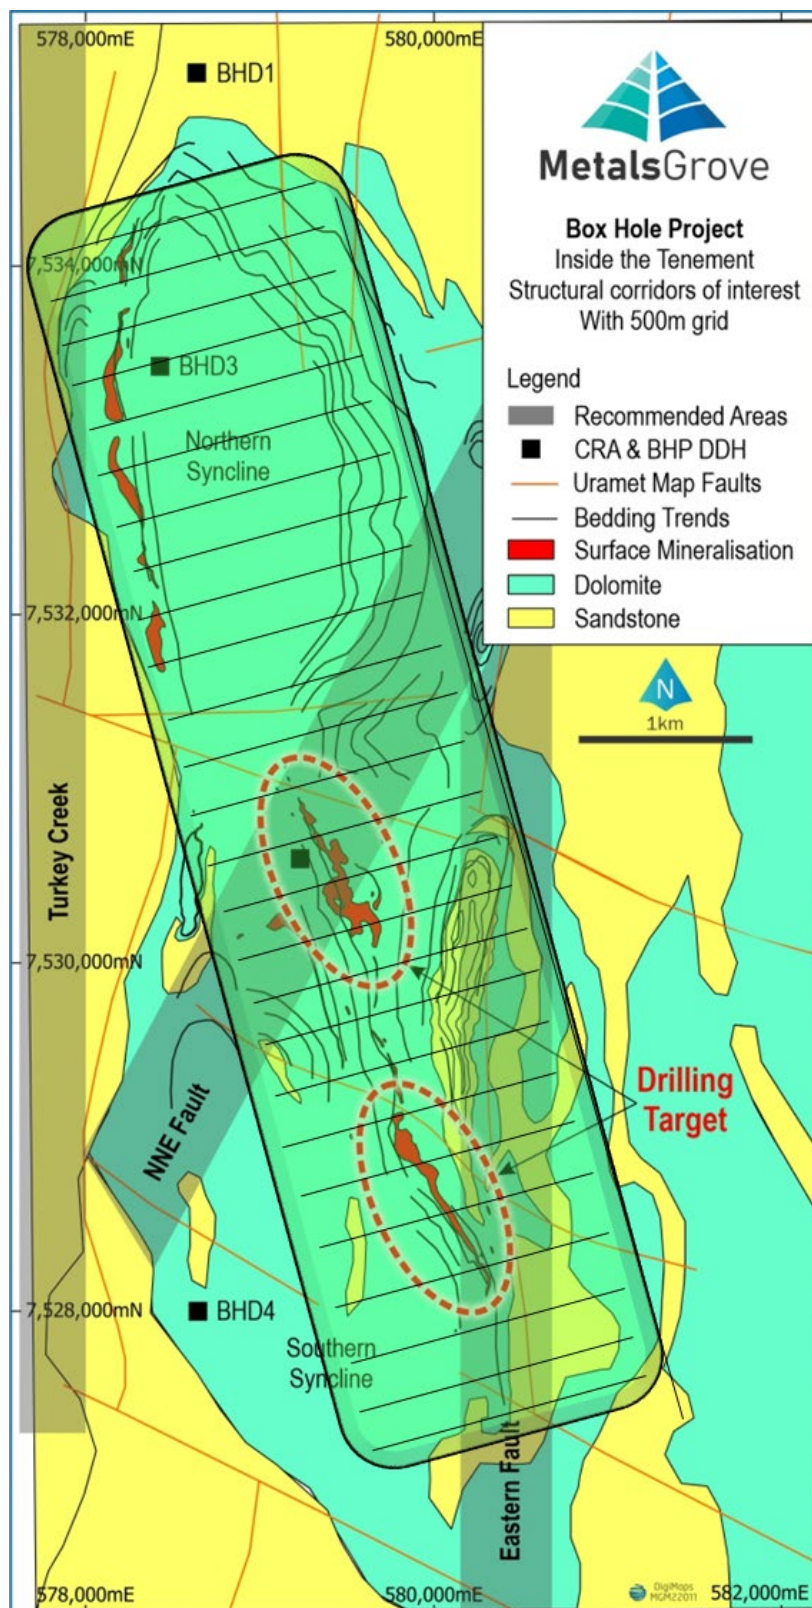 578,000mE
580,000mE
BHD1
MetalsGrove
Box Hole Project
Inside the Tenement
Structural corridors of interest
With 500m grid
Legend
Recommended Areas
CRA & BHP DDH
Uramet Map Faults
Bedding Trends
Surface Mineralisation
Dolomite
Sandstone
N
1km
7,534,000mN
BHD3
Northern
Syncline
7,532,000mN
Turkey Creek
7,530,000mN
Drilling
Target
NNE Fault
7,528,000mN
BHD4
Southern
Syncline
Eastern Fault
578,000mE
580,000mE
DigiMaps
MGM22011
582,000mE